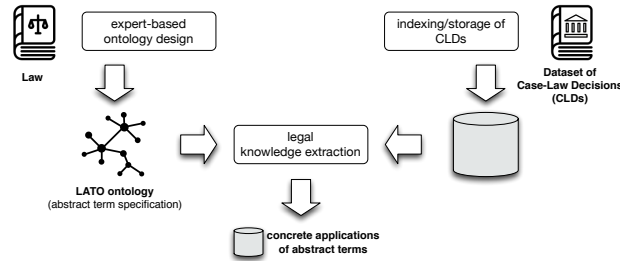 expert-based
ontology design
indexing/storage of
CLDs
Law
Dataset of
Case-Law Decisions
(CLDs)
legal
knowledge extraction
LATO ontology
(abstract term specification)
concrete applications
of abstract terms